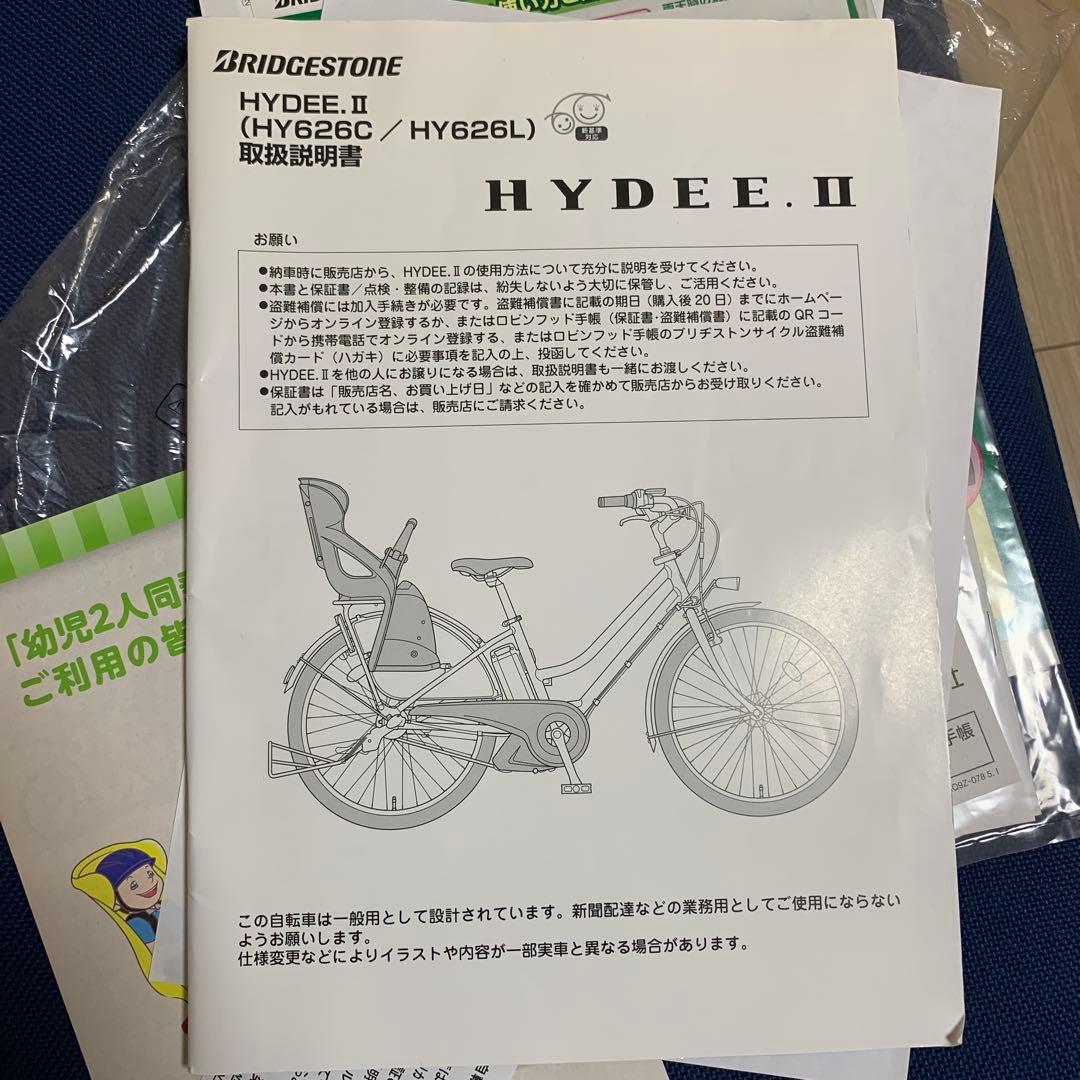 BRIDGESTONE
HYDEE.Ⅱ
(HY626C / HY626L)
取扱説明書
新基準
対応
HYDEE.Ⅱ
お願い
●納車時に販売店から、HYDEE.Ⅱの使用方法について充分に説明を受けてください。
●本書と保証書/点検・整備の記録は、紛失しないよう大切に保管し、ご活用ください。
●盗難補償には加入手続きが必要です。盗難補償書に記載の期日(購入後20日)までにホームペー
ジからオンライン登録するか、またはロビンフッド手帳(保証書・盗難補償書)に記載のQRコー
ドから携帯電話でオンライン登録する、またはロビンフッド手帳のブリヂストンサイクル盗難補
償カード(ハガキ)に必要事項を記入の上、投函してください。
●HYDEE.Ⅱを他の人にお譲りになる場合は、取扱説明書も一緒にお渡しください。
●保証書は「販売店名、お買い上げ日」などの記入を確かめて販売店からお受け取りください。
記入がもれている場合は、販売店にご請求ください。
「幼児2人同
ご利用の皆
社
手帳
Q9Z-078 5.1
この自転車は一般用として設計されています。新聞配達などの業務用としてご使用にならない
ようお願いします。
仕様変更などによりイラストや内容が一部実車と異なる場合があります。